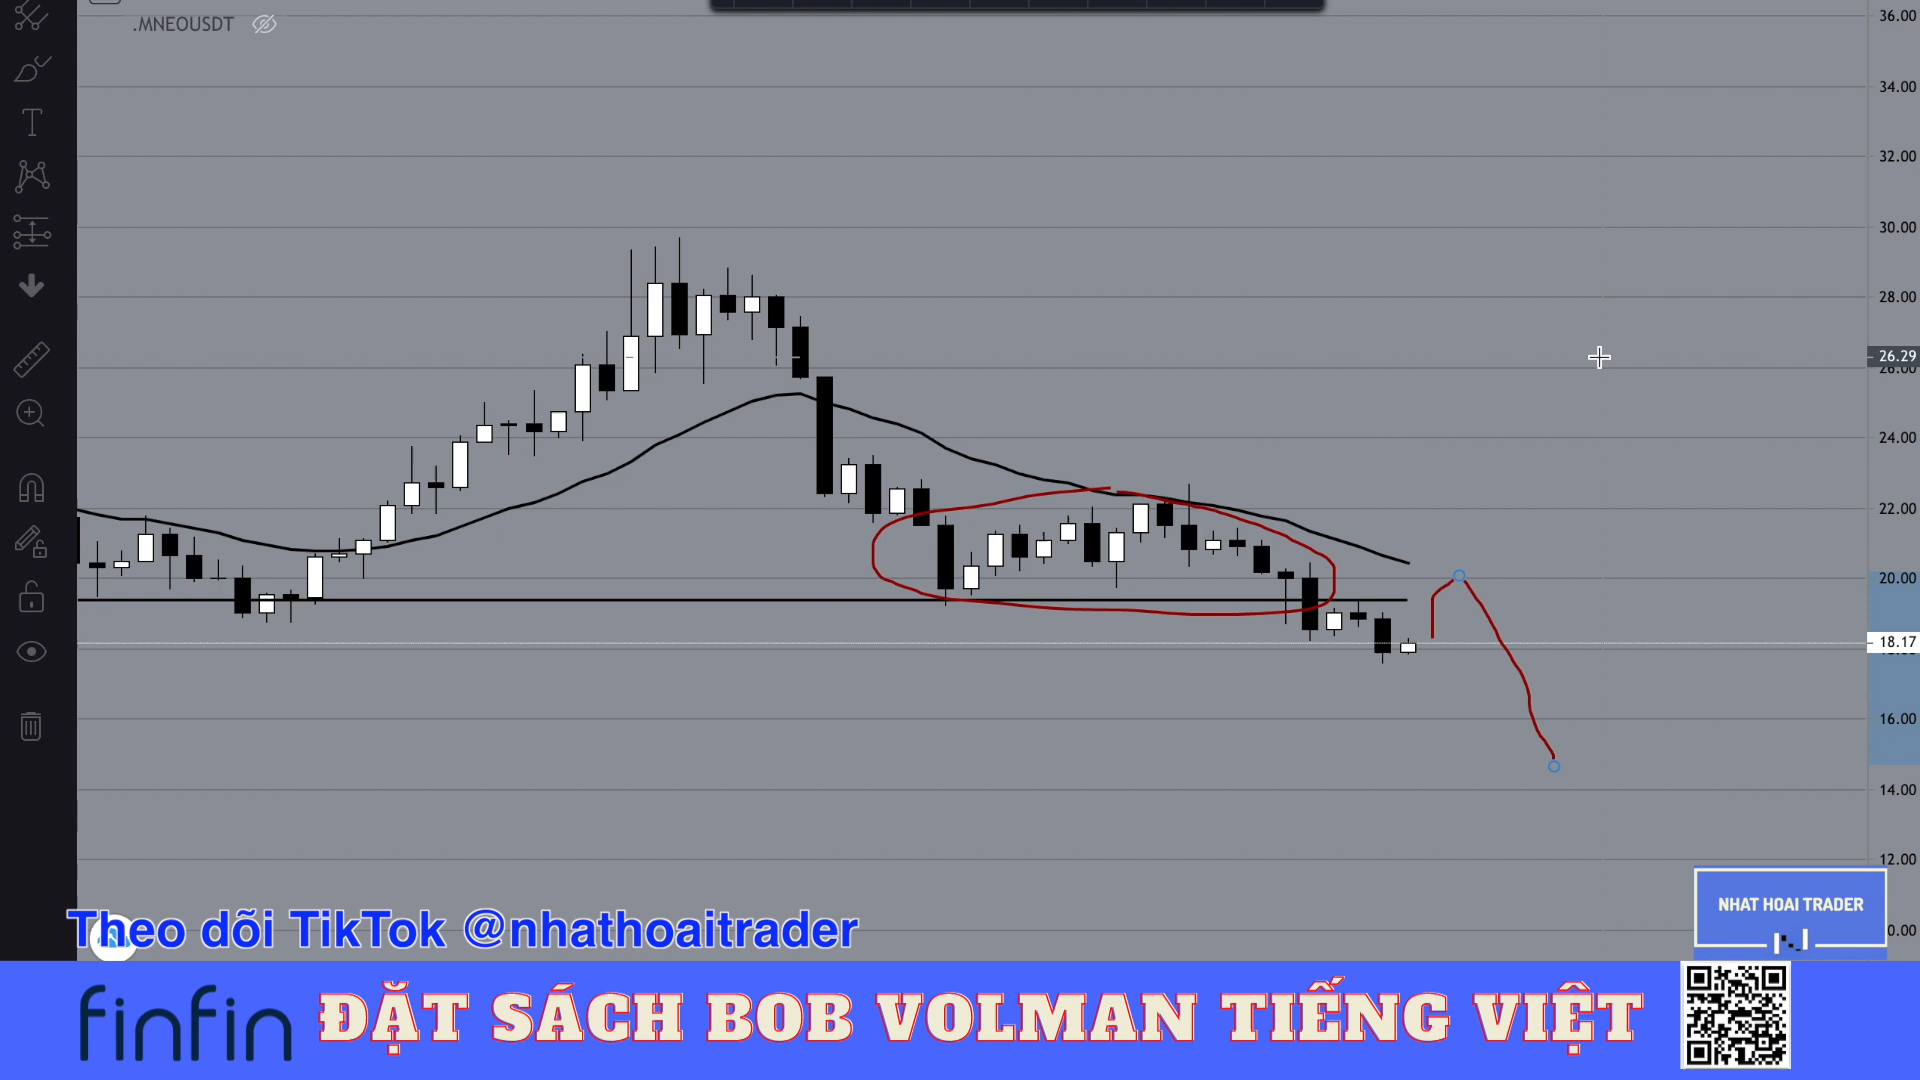 .MNEOUSDT
36.00
34.00
32.00
30.00
28.00
26.29
26.00
24.00
22.00
20.00
18.17
16.00
14.00
12.00
NHAT HOAI TRADER
Theo dõi TikTok @nhathoaitrader
finfin
ĐẶT SÁCH BOB VOLMAN TIẾNG VIỆT